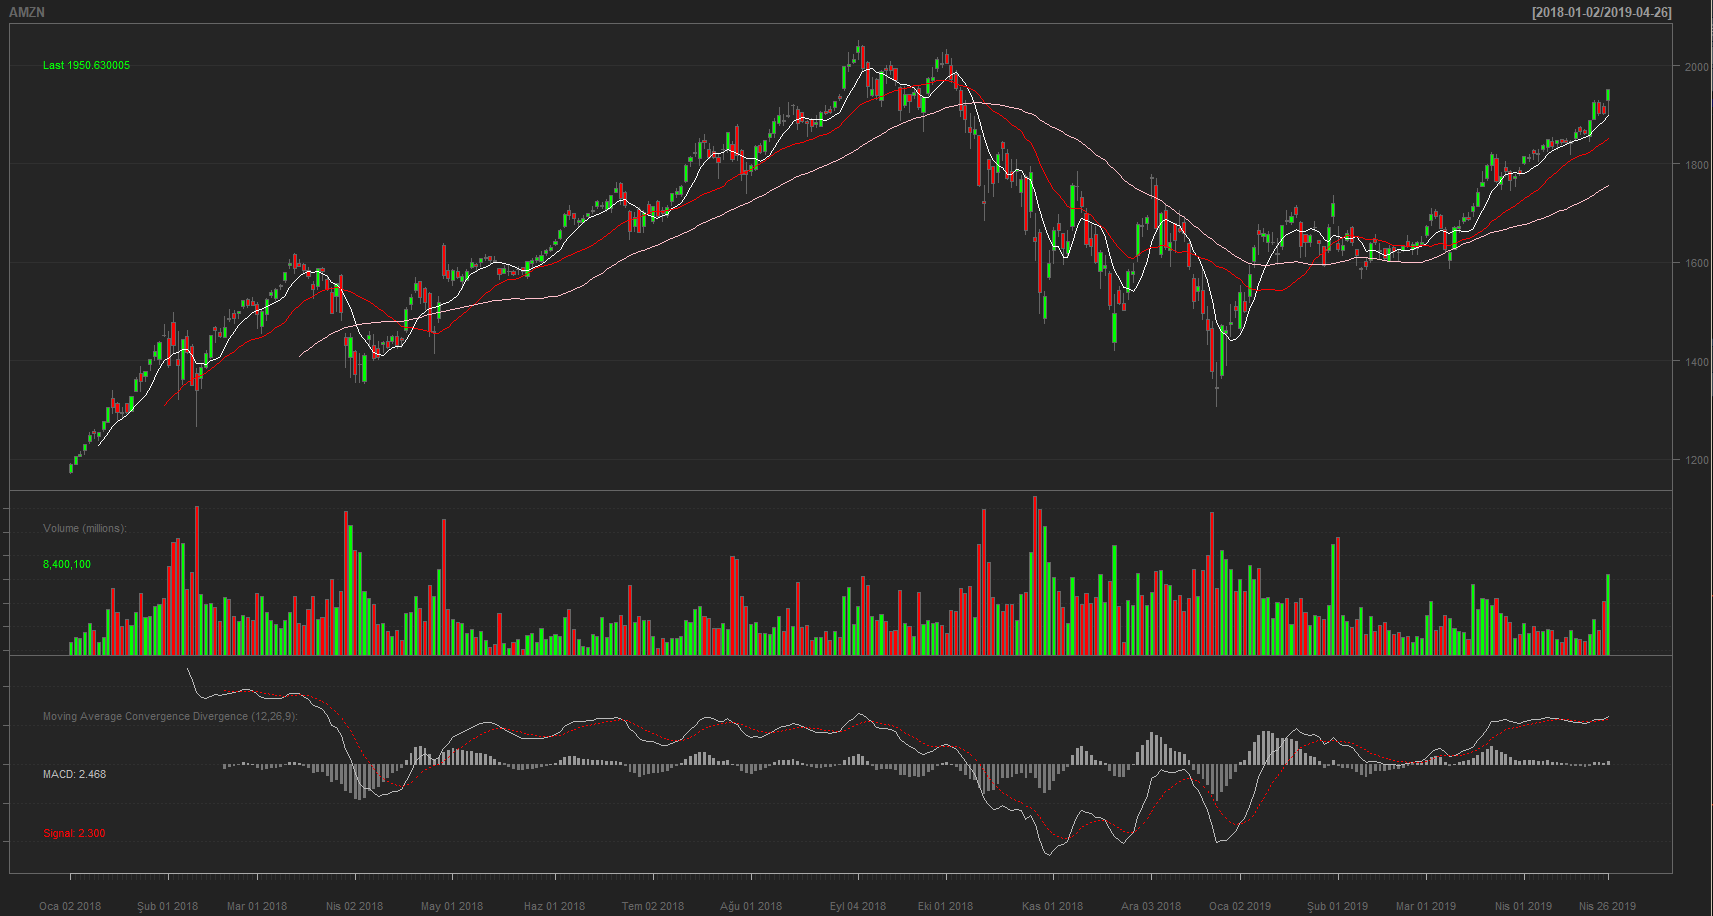 AMZN [2018-01-02/2019-04-26]
Last 1950.630005
2000
1800
1600
1400
1200
Volume (millions):
8,400,100
Moving Average Convergence Divergence (12,26,9):
MACD: 2.468
Signal: 2.300
Oca 02 2018 Şub 01 2018 Mar 01 2018 Nis 02 2018 May 01 2018 Haz 01 2018 Tem 02 2018 Ağu 01 2018 Eyl 04 2018 Eki 01 2018 Kas 01 2018 Ara 03 2018 Oca 02 2019 Şub 01 2019 Mar 01 2019 Nis 01 2019 Nis 26 2019